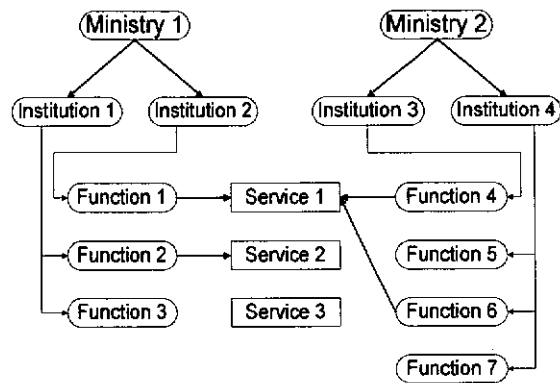 Ministry 1
Ministry 2
Institution 1
Institution 2
Institution 3
Institution 4
Function 1
Service 1
Function 4
Function 2
Service 2
Function 5
Function 3
Service 3
Function 6
Function 7